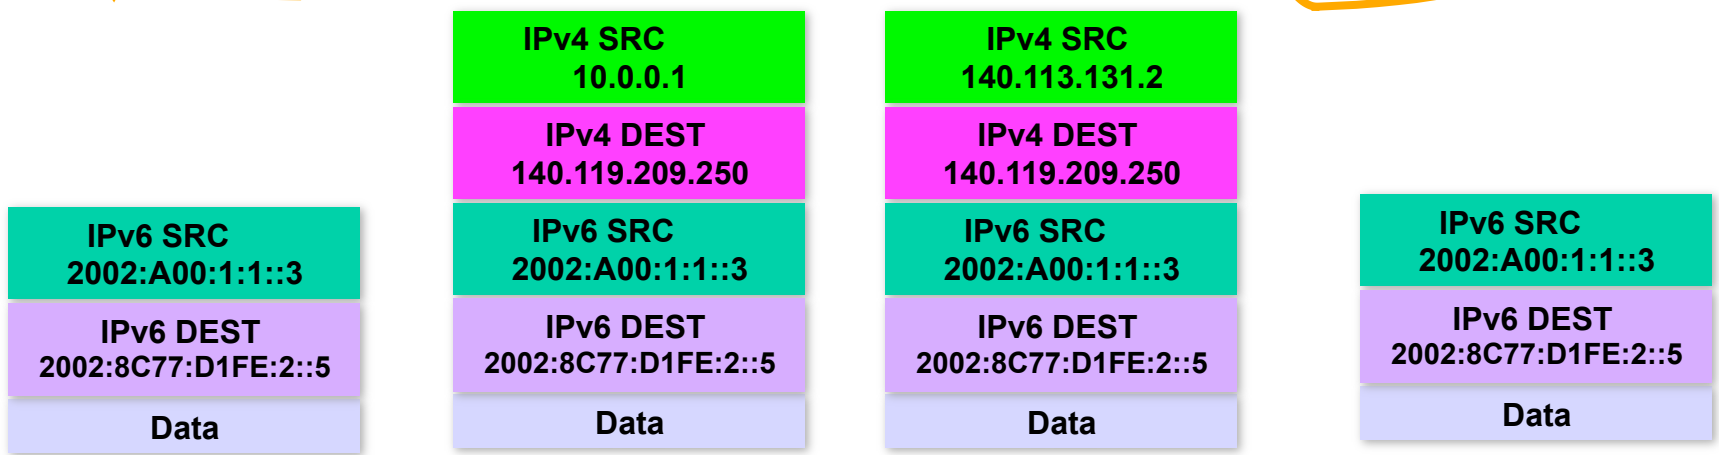 IPv6 SRC
2002:A00:1:1::3
IPv6 DEST
2002:8C77:D1FE:2::5
Data
IPv4 SRC
10.0.0.1
IPv4 DEST
140.119.209.250
IPv6 SRC
2002:A00:1:1::3
IPv6 DEST
2002:8C77:D1FE:2::5
Data
IPv4 SRC
140.113.131.2
IPv4 DEST
140.119.209.250
IPv6 SRC
2002:A00:1:1::3
IPv6 DEST
2002:8C77:D1FE:2::5
Data
IPv6 SRC
2002:A00:1:1::3
IPv6 DEST
2002:8C77:D1FE:2::5
Data